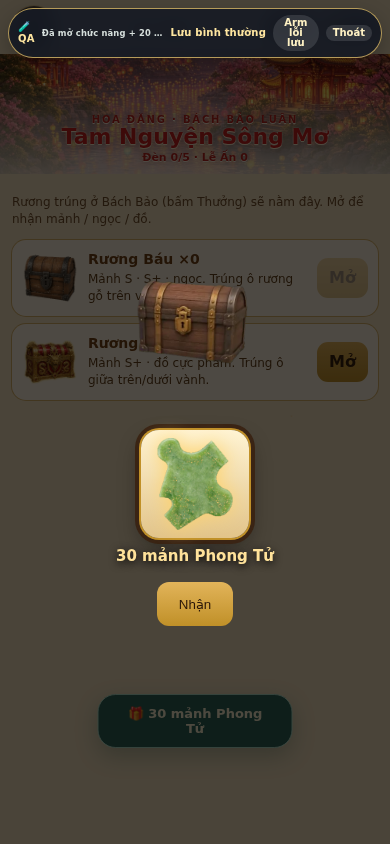 QA
Đã mở chức năng + 20 ...
Lưu bình thường
Arm
lỗi
lưu
Thoát
HOA ĐĂNG · BÁCH BẢO LUÂN
Tam Nguyện Sông Mơ
Đèn 0/5 · Lễ Ấn 0
Rương trúng ở Bách Bảo (bấm Thưởng) sẽ nằm đây. Mở để
nhận mảnh / ngọc / đồ.
Rương Báu ×0
Mảnh S · S+ · ngọc. Trúng ô rương
gỗ trên v
Mở
Rương
Mảnh S+ · đồ cực phẩm. Trúng ô
giữa trên/dưới vành.
Mở
30 mảnh Phong Tử
Nhận
30 mảnh Phong
Tử